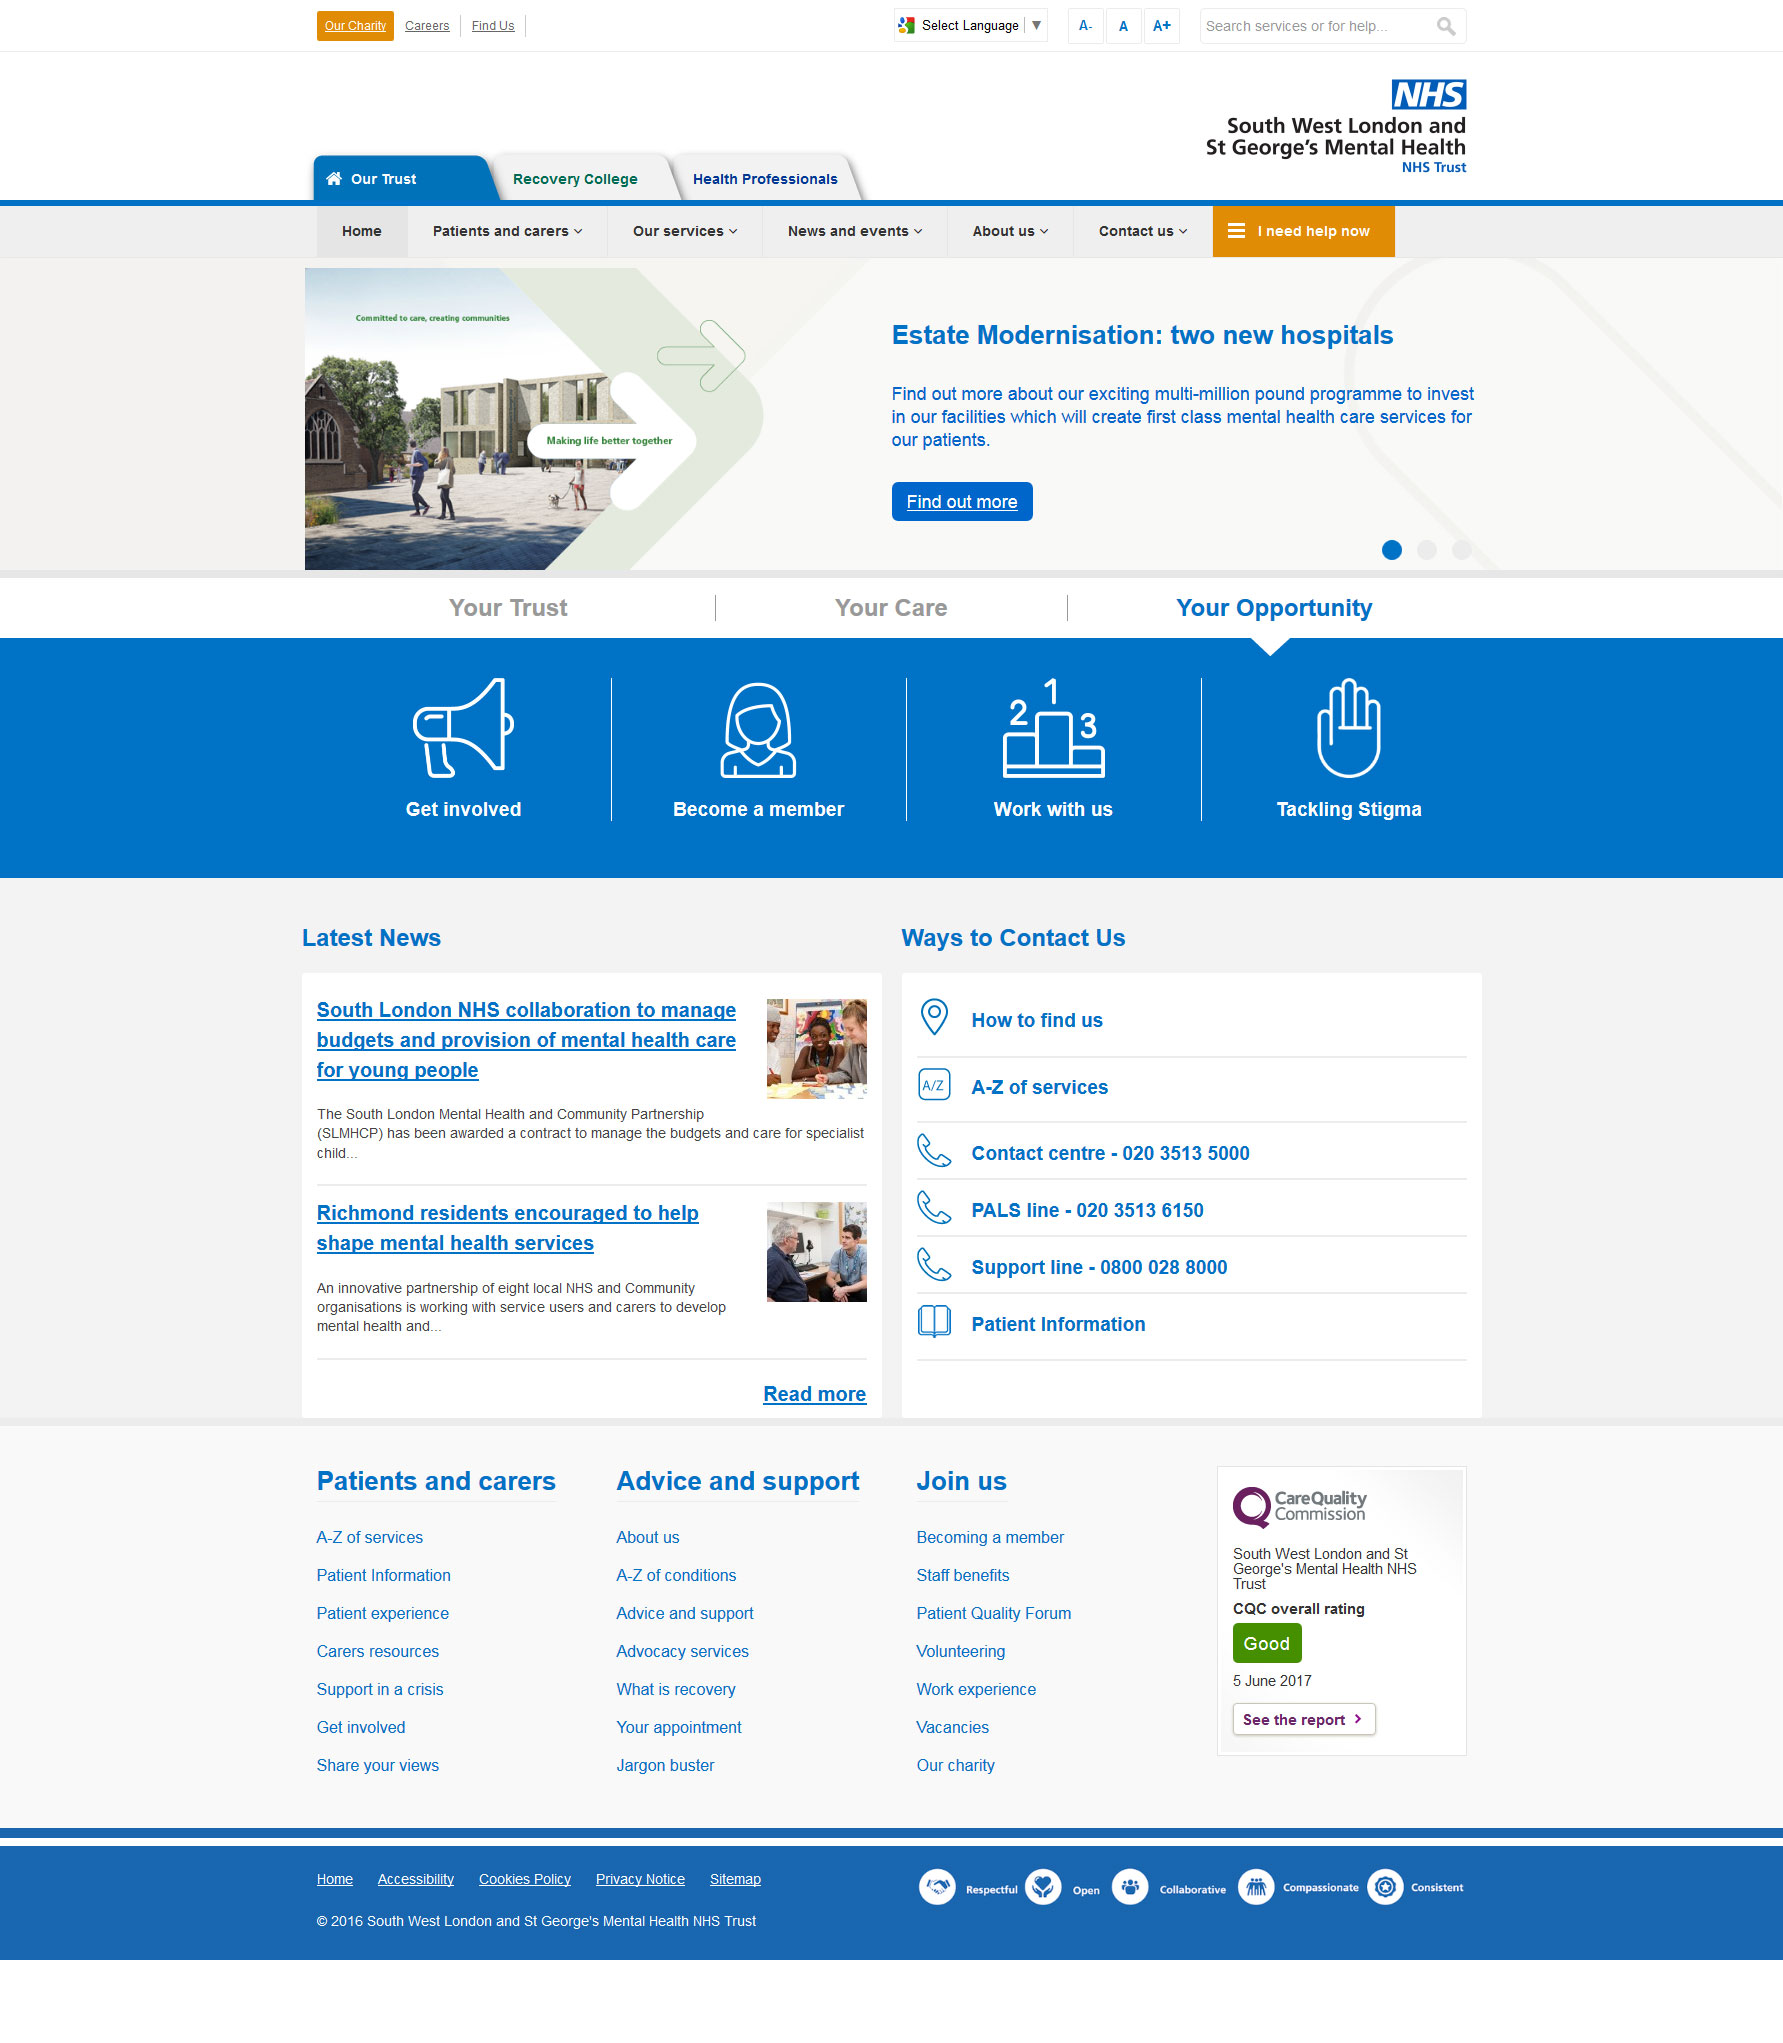 Our Charity
Careers
Find Us
Select Language ▼
A-
A
A+
Search services or for help...
NHS
South West London and
St George's Mental Health
NHS Trust
Our Trust
Recovery College
Health Professionals
Home
Patients and carers
Our services
News and events
About us
Contact us
I need help now
Committed to care, creating communities
Making life better together
Estate Modernisation: two new hospitals
Find out more about our exciting multi-million pound programme to invest
in our facilities which will create first class mental health care services for
our patients.
Find out more
Your Trust
Your Care
Your Opportunity
1
2
3
Get involved
Become a member
Work with us
Tackling Stigma
Latest News
South London NHS collaboration to manage
budgets and provision of mental health care
for young people
The South London Mental Health and Community Partnership
(SLMHCP) has been awarded a contract to manage the budgets and care for specialist
child...
Richmond residents encouraged to help
shape mental health services
An innovative partnership of eight local NHS and Community
organisations is working with service users and carers to develop
mental health and...
Read more
Ways to Contact Us
How to find us
A/Z
A-Z of services
Contact centre - 020 3513 5000
PALS line - 020 3513 6150
Support line - 0800 028 8000
Patient Information
Patients and carers
A-Z of services
Patient Information
Patient experience
Carers resources
Support in a crisis
Get involved
Share your views
Advice and support
About us
A-Z of conditions
Advice and support
Advocacy services
What is recovery
Your appointment
Jargon buster
Join us
Becoming a member
Staff benefits
Patient Quality Forum
Volunteering
Work experience
Vacancies
Our charity
CareQuality
Commission
South West London and St
George's Mental Health NHS
Trust
CQC overall rating
Good
5 June 2017
See the report
Home
Accessibility
Cookies Policy
Privacy Notice
Sitemap
© 2016 South West London and St George's Mental Health NHS Trust
Respectful
Open
Collaborative
Compassionate
Consistent